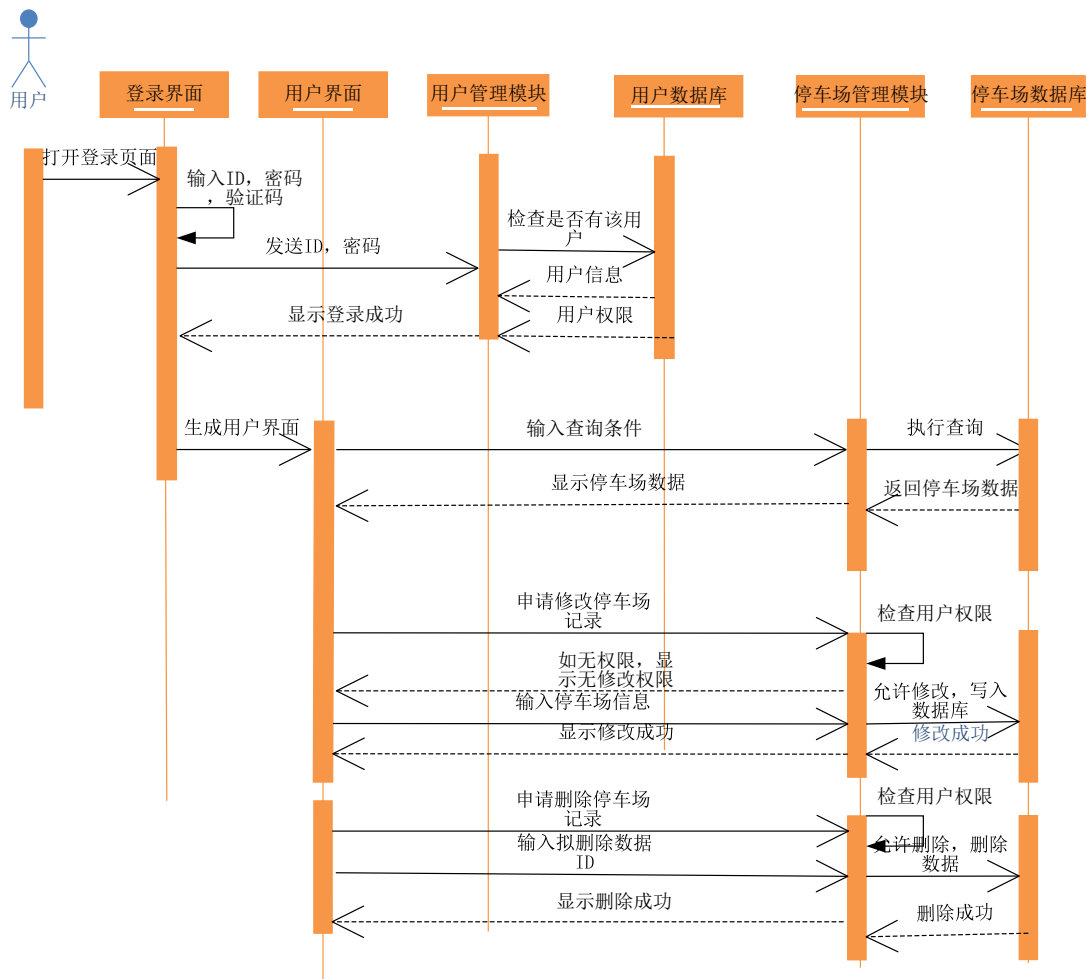 用户
登录界面
用户界面
用户管理模块
用户数据库
停车场管理模块
停车场数据库
打开登录页面
输入ID，密码
，验证码
检查是否有该用
户
发送ID，密码
用户信息
显示登录成功
用户权限
生成用户界面
输入查询条件
执行查询
显示停车场数据
返回停车场数据
申请修改停车场
记录
检查用户权限
如无权限，显
示无修改权限
输入停车场信息
允许修改，写入
数据库
显示修改成功
修改成功
申请删除停车场
记录
检查用户权限
输入拟删除数据
ID
允许删除，删除
数据
显示删除成功
删除成功